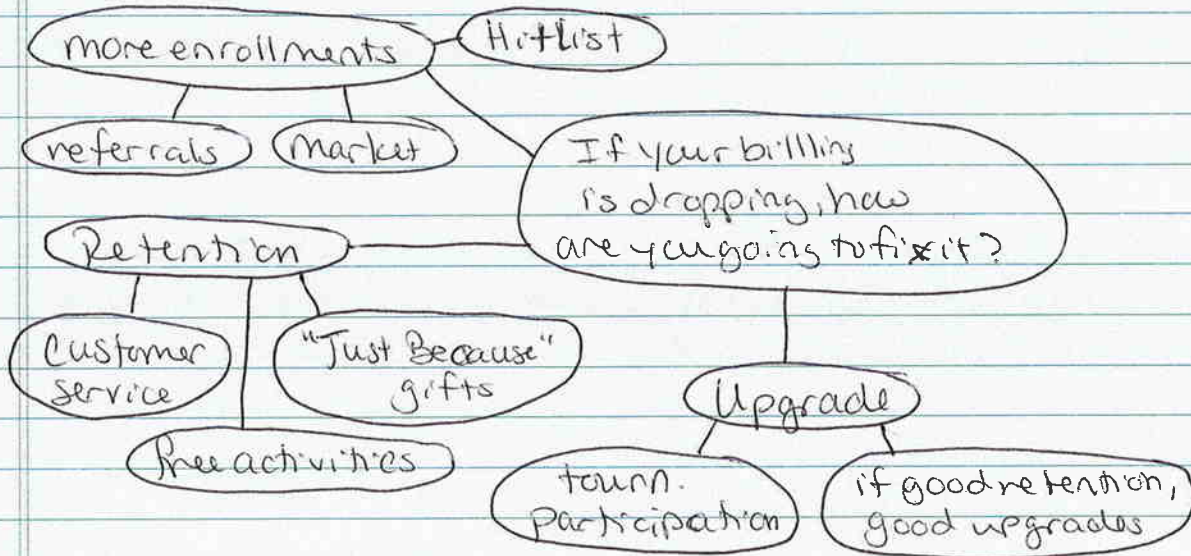 more enrollments
Hitlist
referrals
market
If your billling
is dropping, how
are you going to fix it?
Retention
Customer
service
"Just Because"
gifts
free activities
Upgrade
tourn.
participation
if good retention,
good upgrades